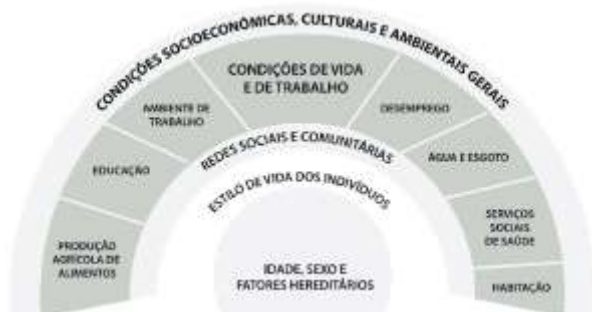 CONDIÇÕES SOCIOECONÔMICAS, CULTURAIS E AMBIENTAIS GERAIS
CONDIÇÕES DE VIDA
E DE TRABALHO
AMBIENTE DE
TRABALHO
DESEMPREGO
REDES SOCIAIS E COMUNITÁRIAS
EDUCAÇÃO
ÁGUA E ESGOTO
ESTILO DE VIDA DOS INDIVÍDUOS
SERVIÇOS
SOCIAIS
DE SAÚDE
PRODUÇÃO
AGRÍCOLA DE
ALIMENTOS
IDADE, SEXO E
FATORES HEREDITÁRIOS
HABITAÇÃO